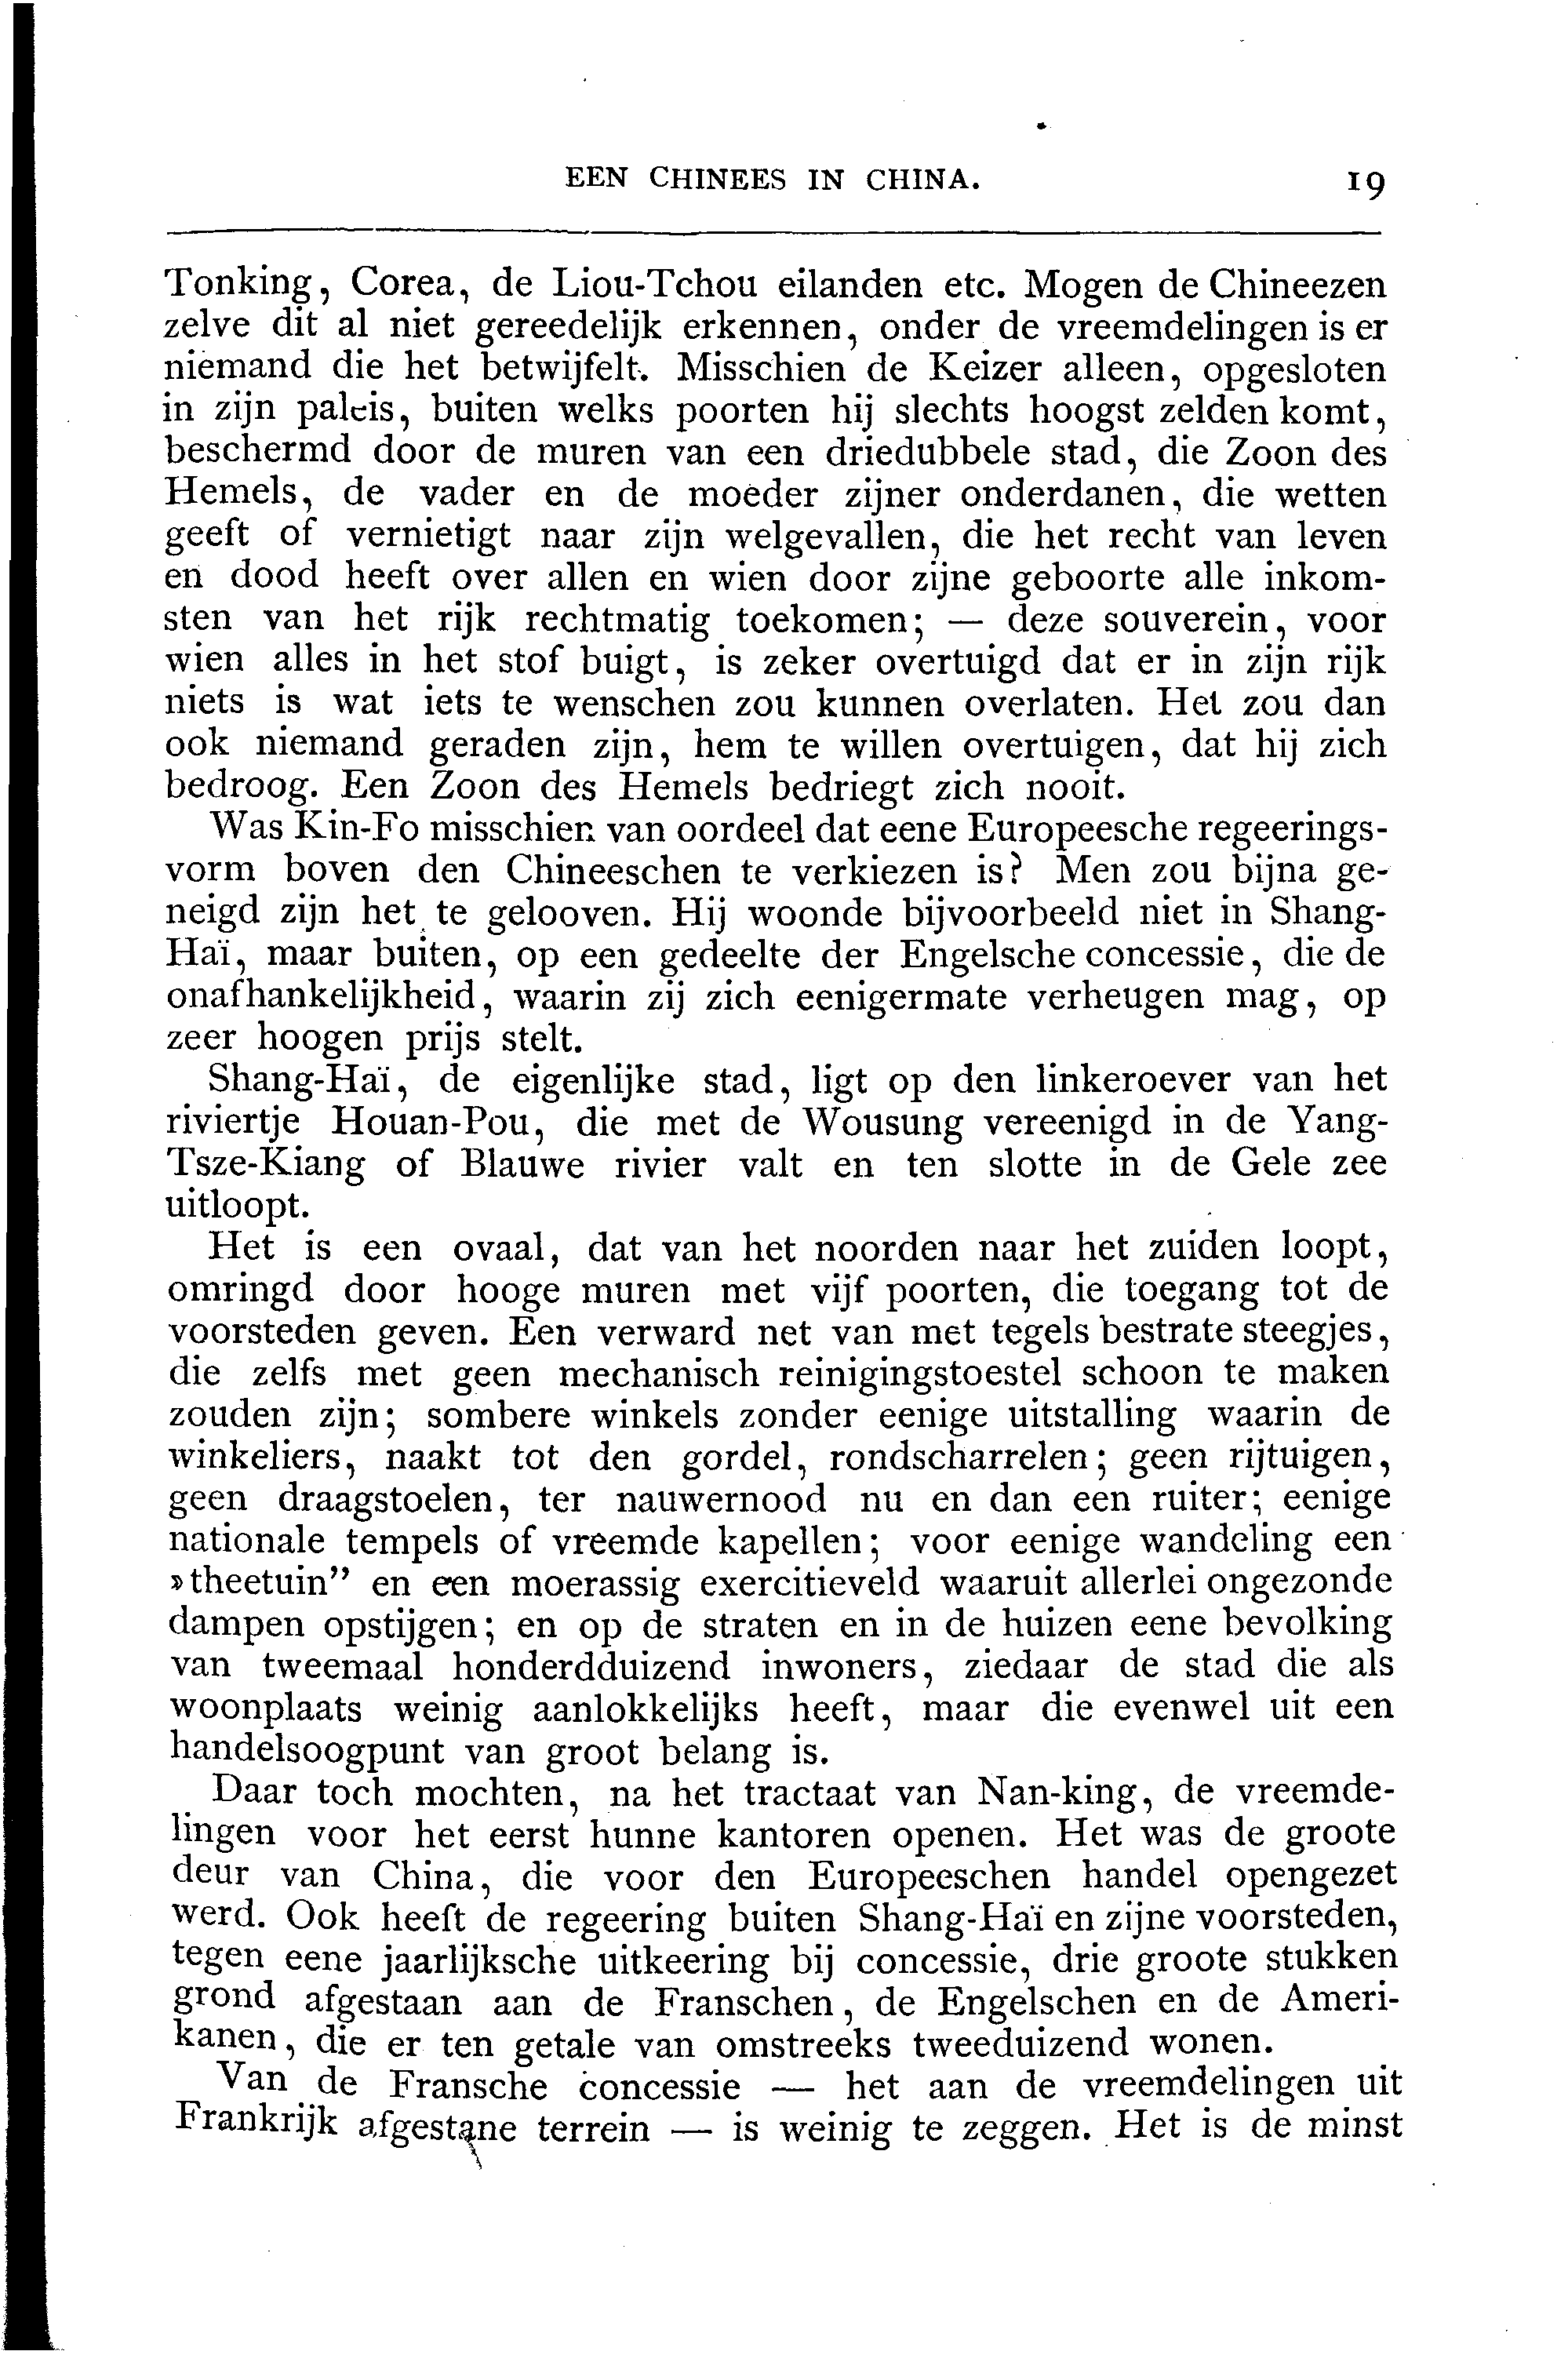 EEN CHINEES IN CHINA. 19
Tonking, Corea, de Liou-Tchou eilanden etc. Mogen de Chineezen
zelve dit al niet gereedelijk erkennen, onder de vreemdelingen is er
niemand die het betwijfelt. Misschien de Keizer alleen, opgesloten
in zijn paleis, buiten welks poorten hij slechts hoogst zelden komt,
beschermd door de muren van een driedubbele stad, die Zoon des
Hemels, de vader en de moeder zijner onderdanen, die wetten
geeft of vernietigt naar zijn welgevallen, die het recht van leven
en dood heeft over allen en wien door zijne geboorte alle inkom-
sten van het rijk rechtmatig toekomen; — deze souverein, voor
wien alles in het stof buigt, is zeker overtuigd dat er in zijn rijk
niets is wat iets te wenschen zou kunnen overlaten. Het zou dan
ook niemand geraden zijn, hem te willen overtuigen, dat hij zich
bedroog. Een Zoon des Hemels bedriegt zich nooit.
Was Kin-Fo misschien van oordeel dat eene Europeesche regeerings-
vorm boven den Chineeschen te verkiezen is? Men zou bijna ge-
neigd zijn het te gelooven. Hij woonde bijvoorbeeld niet in Shang-
Haï, maar buiten, op een gedeelte der Engelsche concessie, die de
onafhankelijkheid, waarin zij zich eenigermate verheugen mag, op
zeer hoogen prijs stelt.
Shang-Haï, de eigenlijke stad, ligt op den linkeroever van het
riviertje Houan-Pou, die met de Wousung vereenigd in de Yang-
Tsze-Kiang of Blauwe rivier valt en ten slotte in de Gele zee
uitloopt.
Het is een ovaal, dat van het noorden naar het zuiden loopt,
omringd door hooge muren met vijf poorten, die toegang tot de
voorsteden geven. Een verward net van met tegels bestrate steegjes,
die zelfs met geen mechanisch reinigingstoestel schoon te maken
zouden zijn; sombere winkels zonder eenige uitstalling waarin de
winkeliers, naakt tot den gordel, rondscharrelen; geen rijtuigen,
geen draagstoelen, ter nauwernood nu en dan een ruiter; eenige
nationale tempels of vreemde kapellen; voor eenige wandeling een
»theetuin” en een moerassig exercitieveld waaruit allerlei ongezonde
dampen opstijgen; en op de straten en in de huizen eene bevolking
van tweemaal honderdduizend inwoners, ziedaar de stad die als
woonplaats weinig aanlokkelijks heeft, maar die evenwel uit een
handelsoogpunt van groot belang is.
Daar toch mochten, na het tractaat van Nan-king, de vreemde-
lingen voor het eerst hunne kantoren openen. Het was de groote
deur van China, die voor den Europeeschen handel opengezet
werd. Ook heeft de regeering buiten Shang-Haï en zijne voorsteden,
tegen eene jaarlijksche uitkeering bij concessie, drie groote stukken
grond afgestaan aan de Franschen, de Engelschen en de Ameri-
kanen, die er ten getale van omstreeks tweeduizend wonen.
Van de Fransche concessie — het aan de vreemdelingen uit
Frankrijk afgestane terrein — is weinig te zeggen. Het is de minst